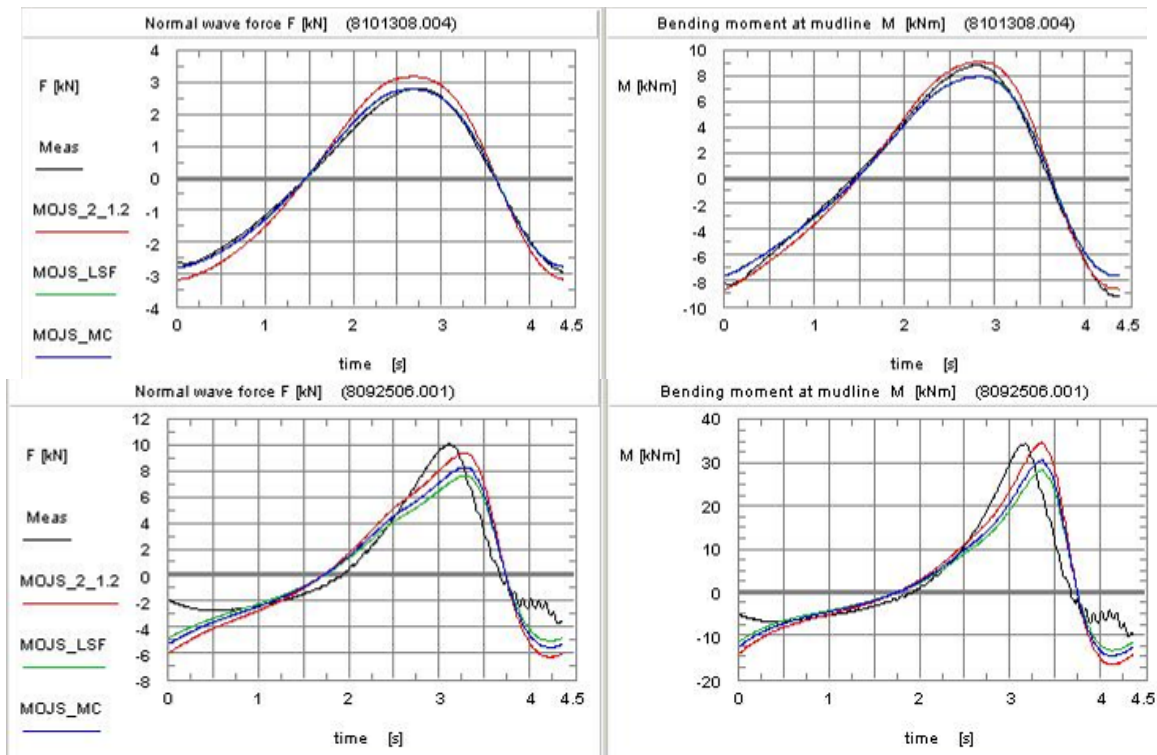 Normal wave force F [kN] (8101308.004)
F [kN]
Meas
MOJS_2_1.2
MOJS_LSF
MOJS_MC
4
3
2
1
0
-1
-2
-3
-4
0 1 2 3 4 4.5
time [s]
Bending moment at mudline M [kNm] (8101308.004)
M [kNm]
10
8
6
4
2
0
-2
-4
-6
-8
-10
0 1 2 3 4 4.5
time [s]
Normal wave force F [kN] (8092506.001)
F [kN]
Meas
MOJS_2_1.2
MOJS_LSF
MOJS_MC
12
10
8
6
4
2
0
-2
-4
-6
-8
0 1 2 3 4 4.5
time [s]
Bending moment at mudline M [kNm] (8092506.001)
M [kNm]
40
30
20
10
0
-10
-20
0 1 2 3 4 4.5
time [s]